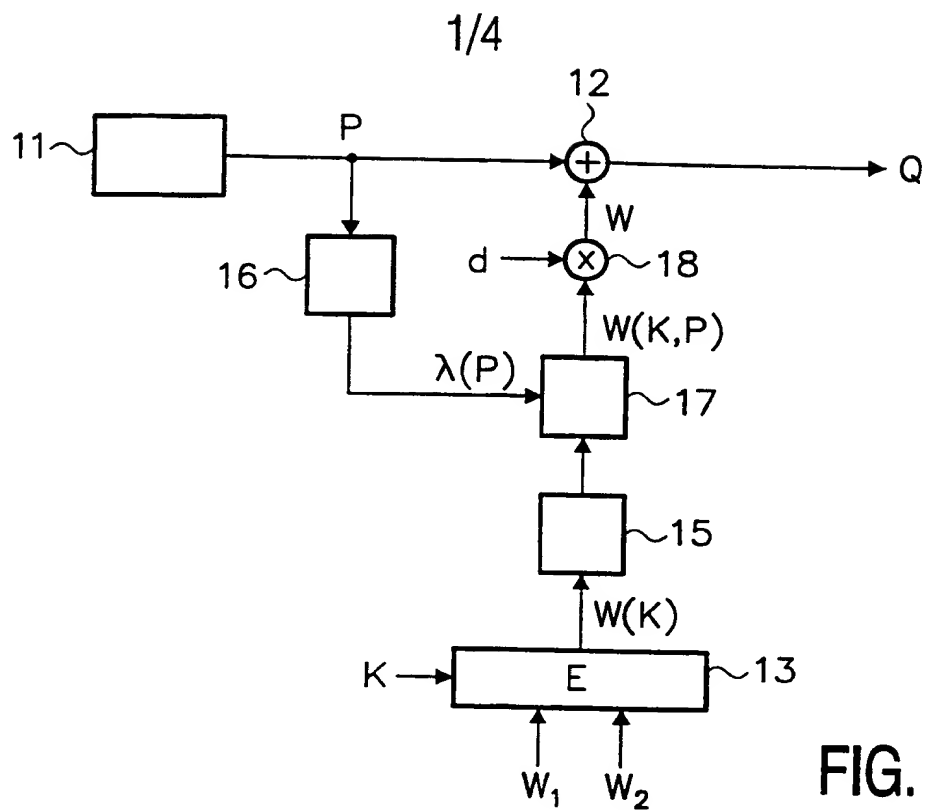 1/4
12
11
P
+
Q
W
16
d
×
18
W(K,P)
λ(P)
17
15
W(K)
K
E
13
W₁
W₂
FIG.